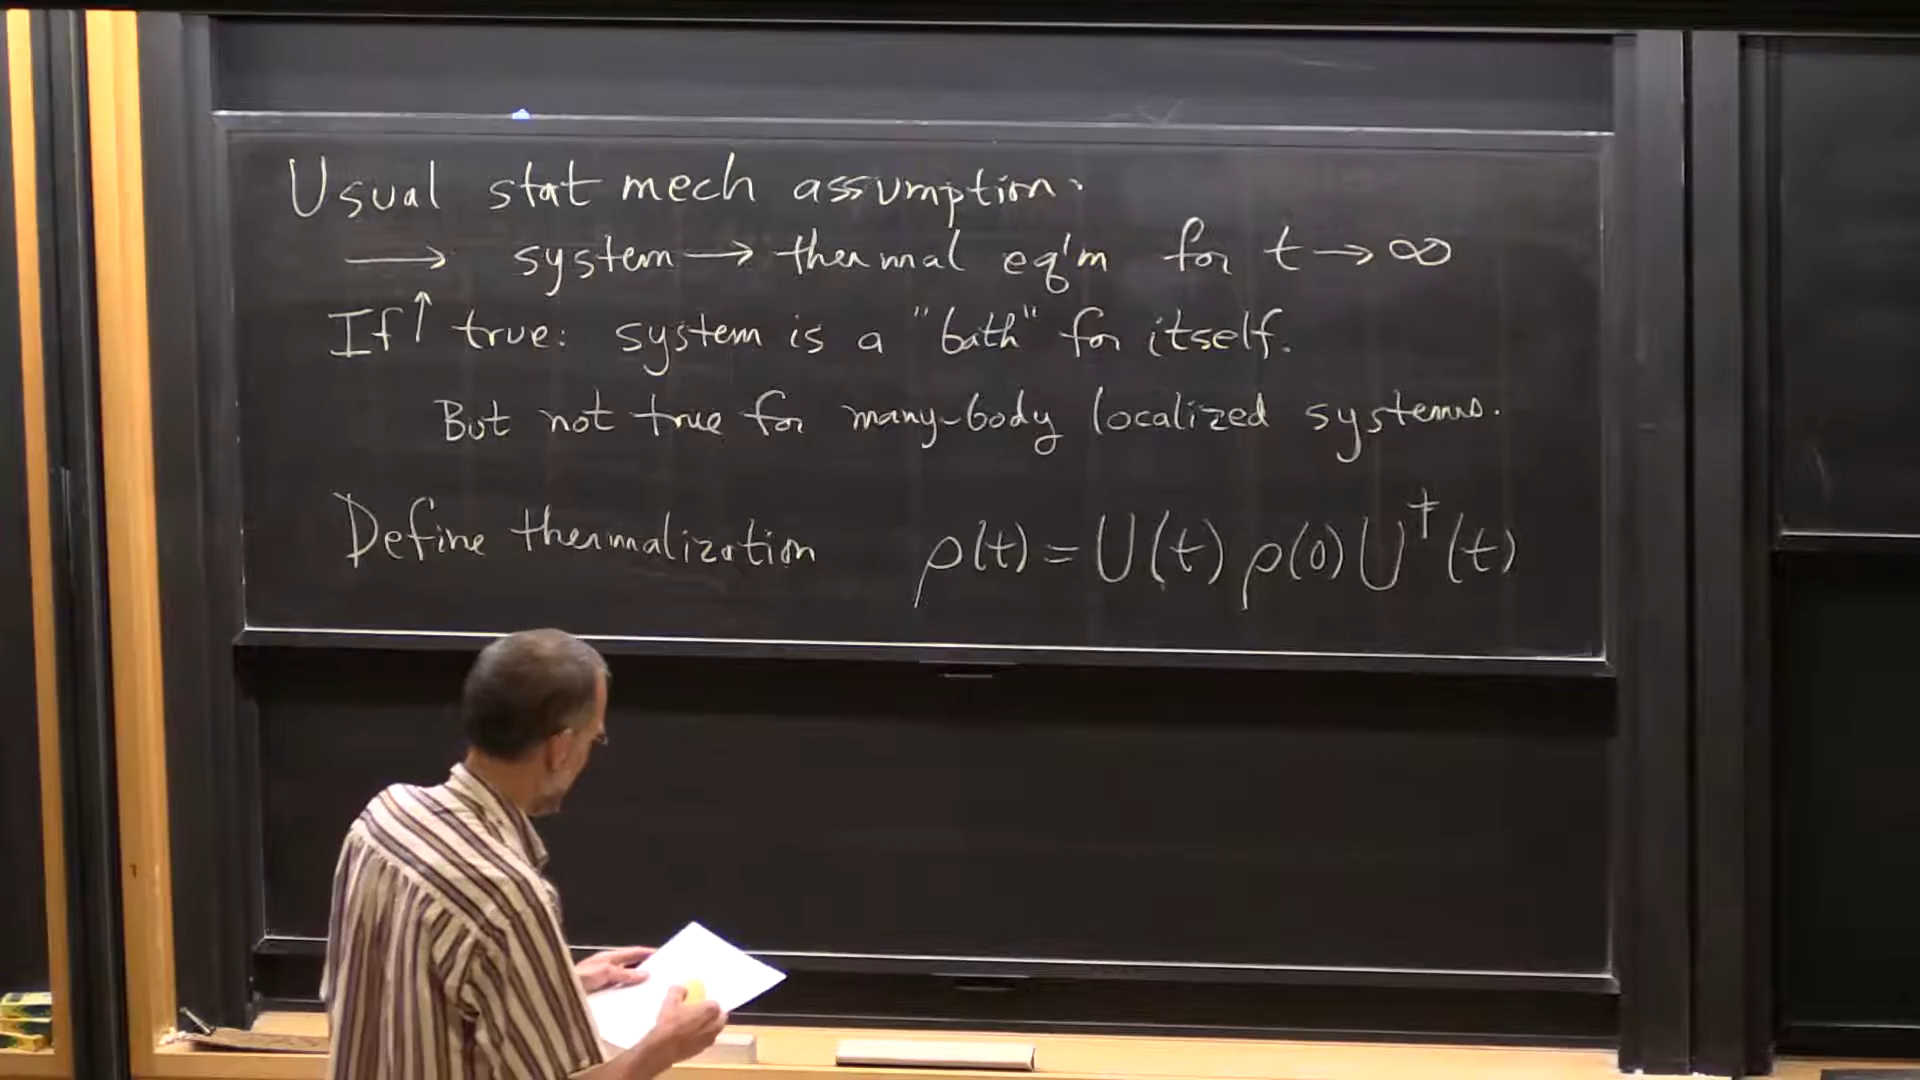 Usual stat mech assumption:
→ system → thermal eq'm for t → ∞
If ↑ true: system is a "bath" for itself.
But not true for many-body localized systems.
Define thermalization ρ(t) = U(t) ρ(0) U†(t)